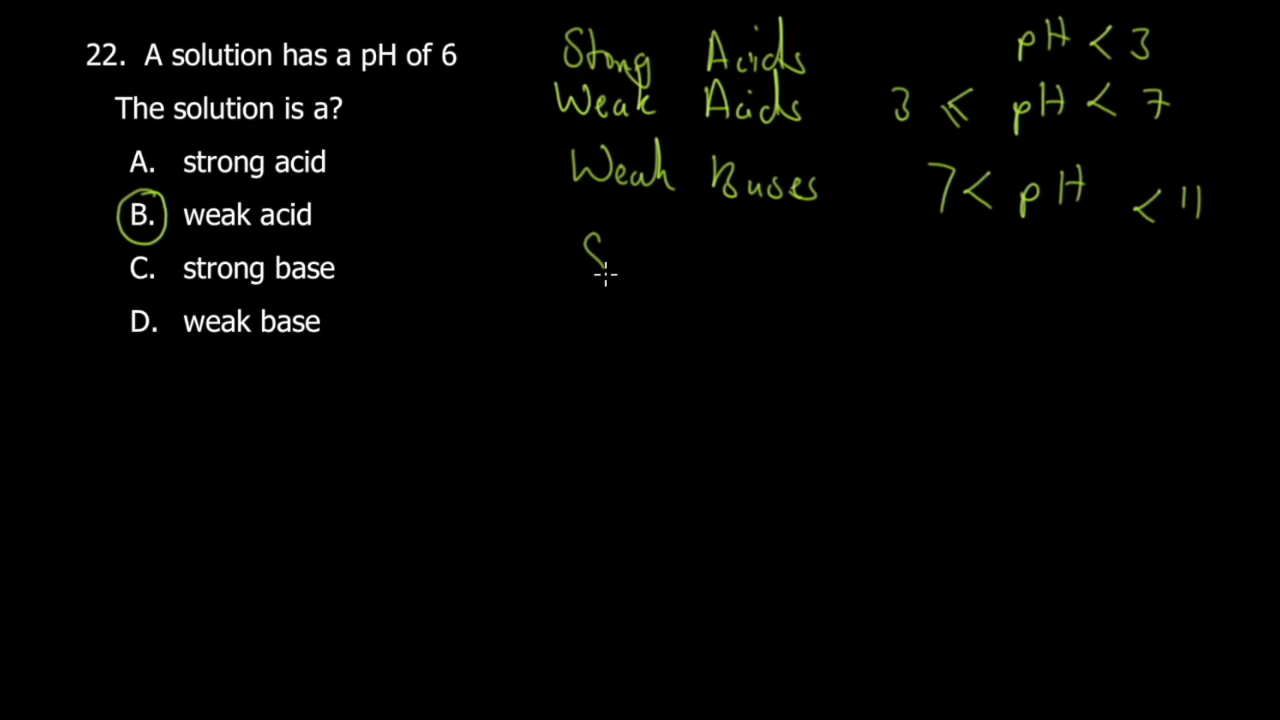 22. A solution has a pH of 6
The solution is a?
A. strong acid
B. weak acid
C. strong base
D. weak base
Strong Acids pH < 3
Weak Acids 3 ⩽ pH < 7
Weak Bases 7 < pH < 11
S